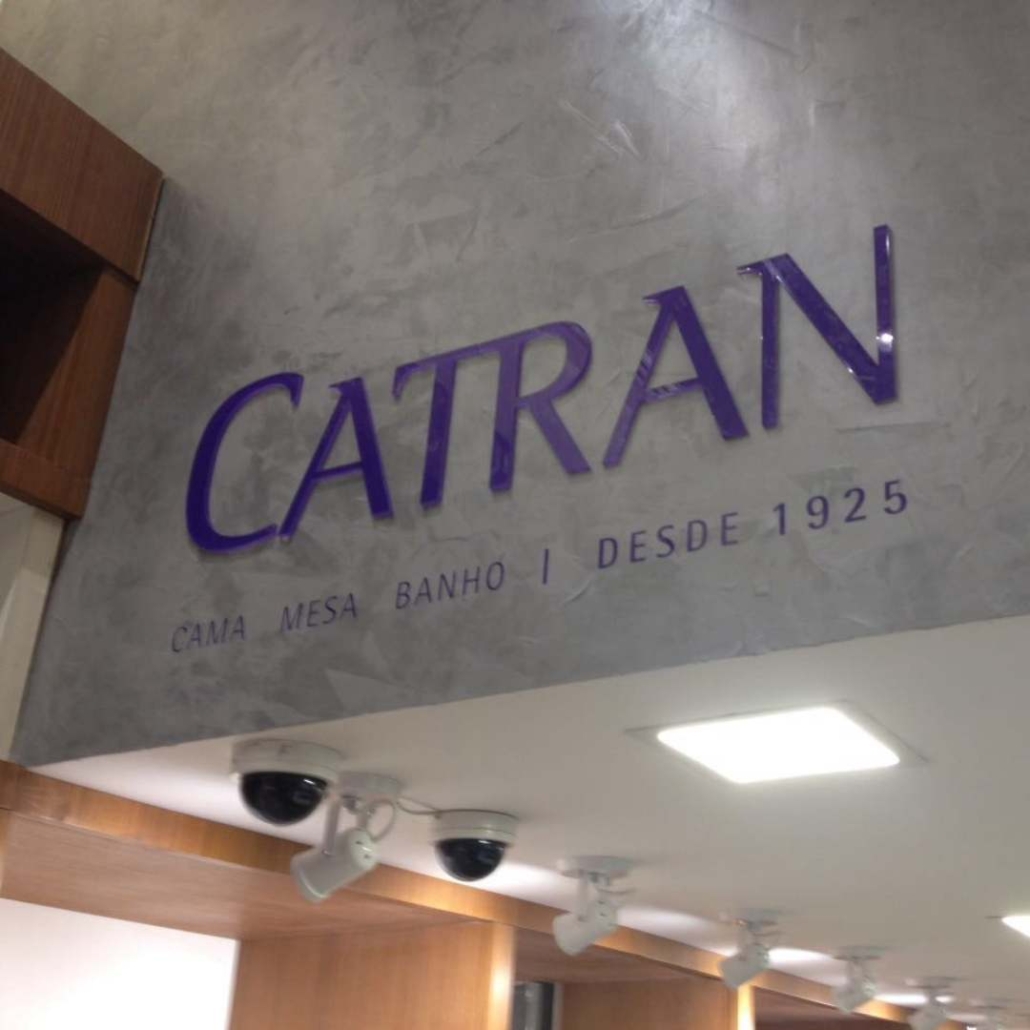 CATRAN
CAMA MESA BANHO | DESDE 1925